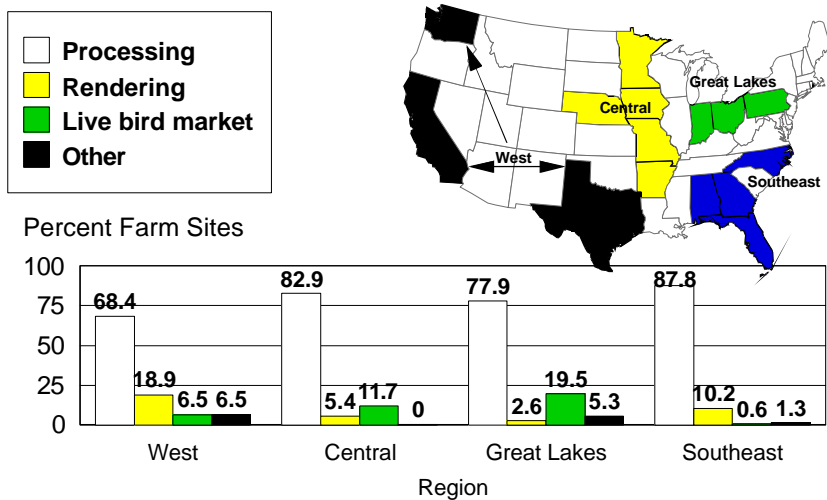 Processing
Rendering
Live bird market
Other
Great Lakes
Central
West
Southeast
Percent Farm Sites
100
75
50
25
0
68.4
18.9
6.5
6.5
82.9
5.4
11.7
0
77.9
2.6
19.5
5.3
87.8
10.2
0.6
1.3
West
Central
Great Lakes
Southeast
Region